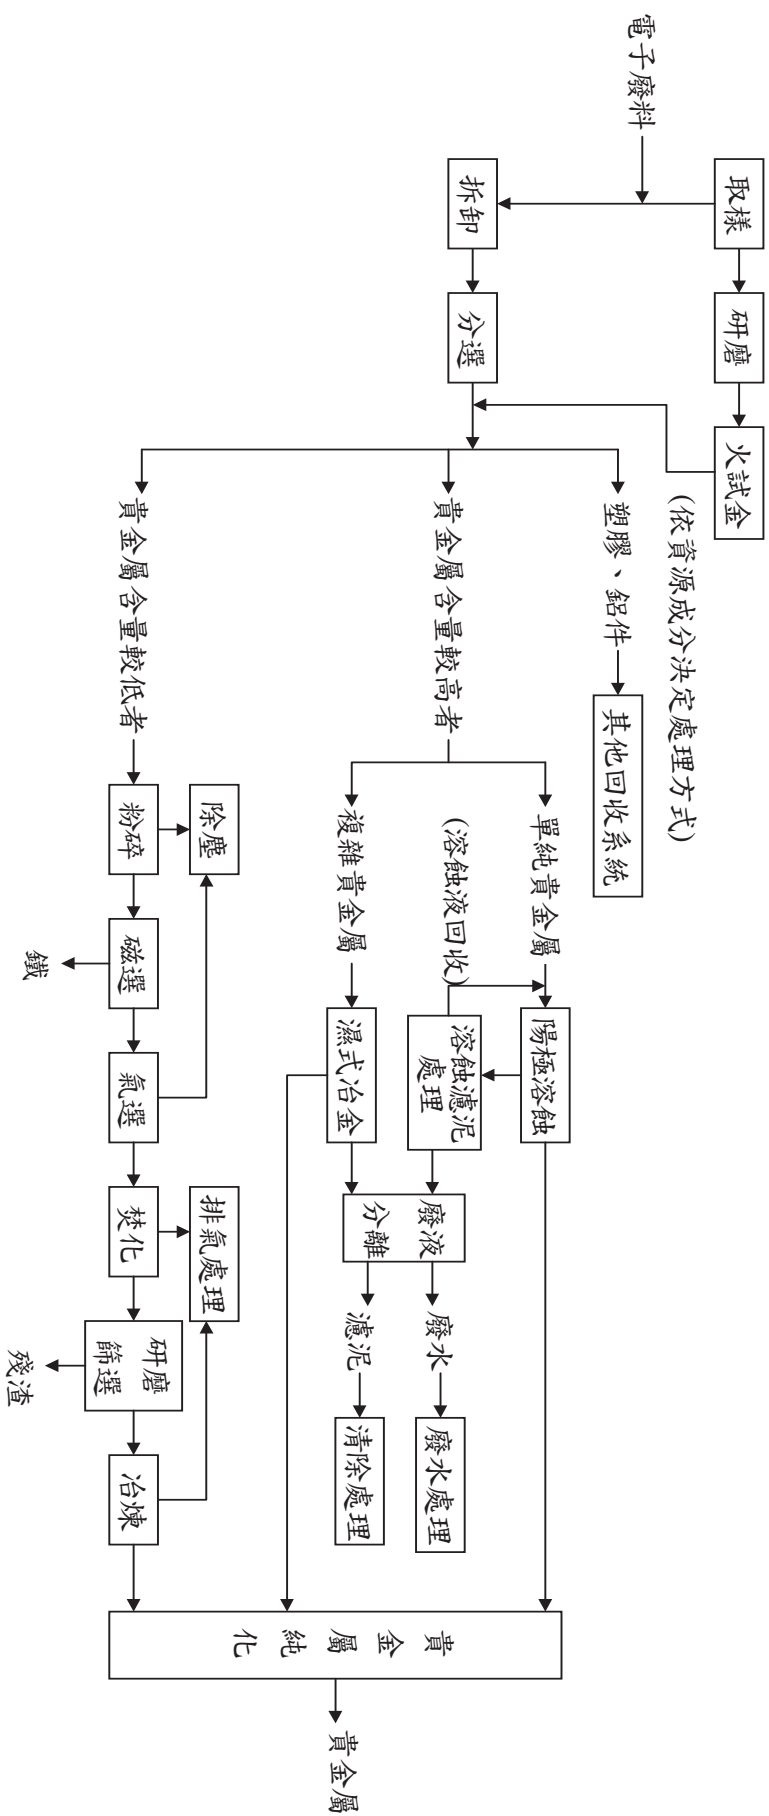 電子廢料
取樣
研磨
火試金
(依資源成分決定處理方式)
拆卸
分選
塑膠、鋁件
其他回收系統
貴金屬含量較高者
單純貴金屬
陽極溶蝕
(溶蝕液回收)
溶蝕濾泥
處理
複雜貴金屬
濕式冶金
廢液
分離
廢水
廢水處理
濾泥
清除處理
貴金屬含量較低者
粉碎
除塵
磁選
鐵
氣選
焚化
排氣處理
研磨
篩選
殘渣
冶煉
貴金屬純化
貴金屬